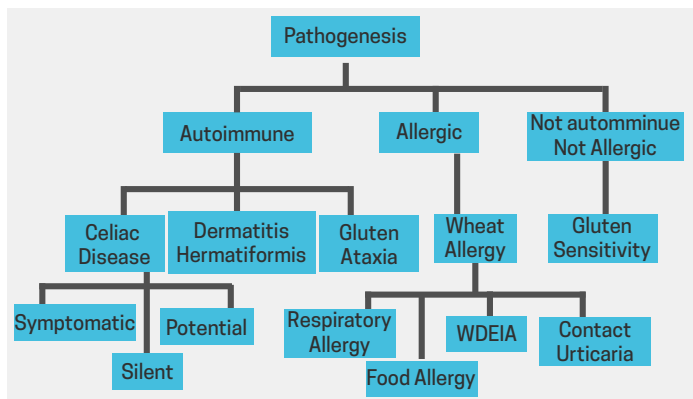 Pathogenesis
Autoimmune
Allergic
Not automminue
Not Allergic
Celiac
Disease
Dermatitis
Hermatiformis
Gluten
Ataxia
Wheat
Allergy
Gluten
Sensitivity
Symptomatic
Silent
Potential
Respiratory
Allergy
Food Allergy
WDEIA
Contact
Urticaria